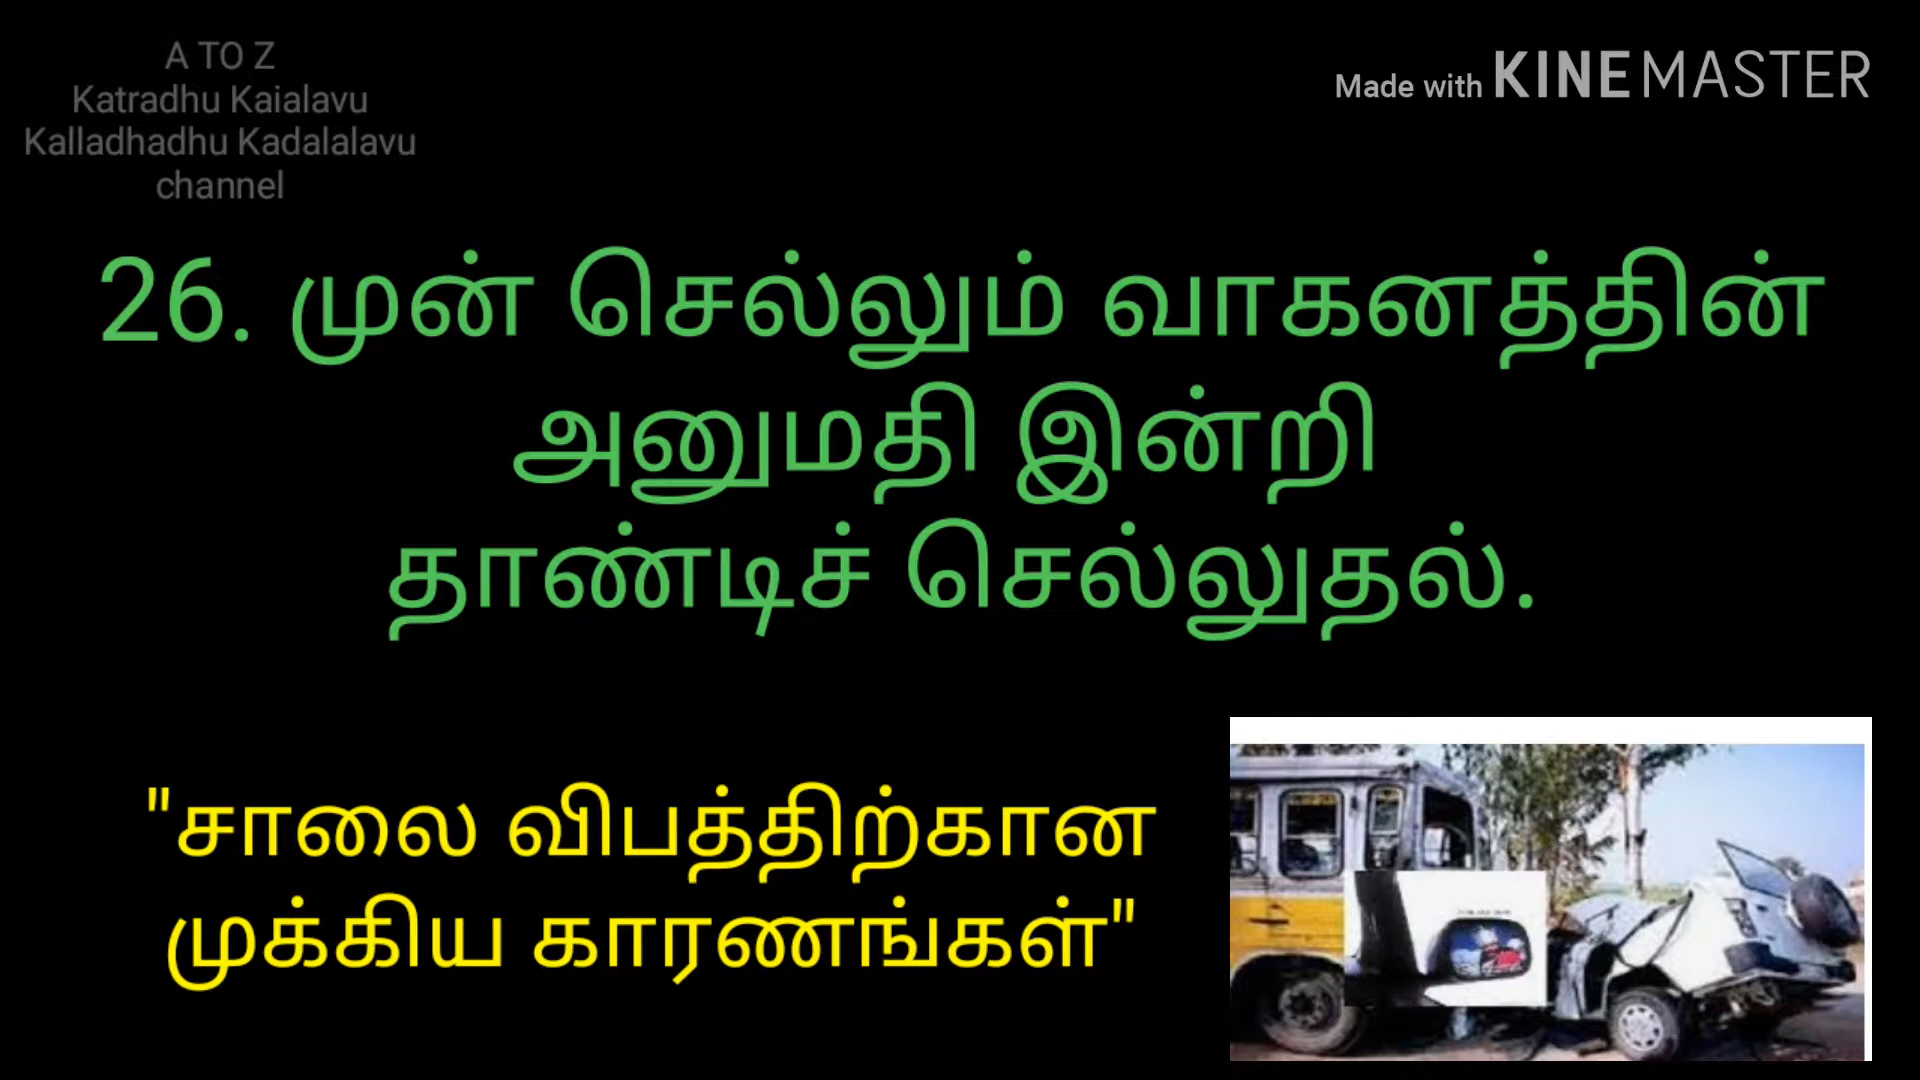 A TO Z
Katradhu Kaialavu
Kalladhadhu Kadalalavu
channel
Made with KINEMASTER
26. முன் செல்லும் வாகனத்தின்
அனுமதி இன்றி
தாண்டிச் செல்லுதல்.
"சாலை விபத்திற்கான
முக்கிய காரணங்கள்"